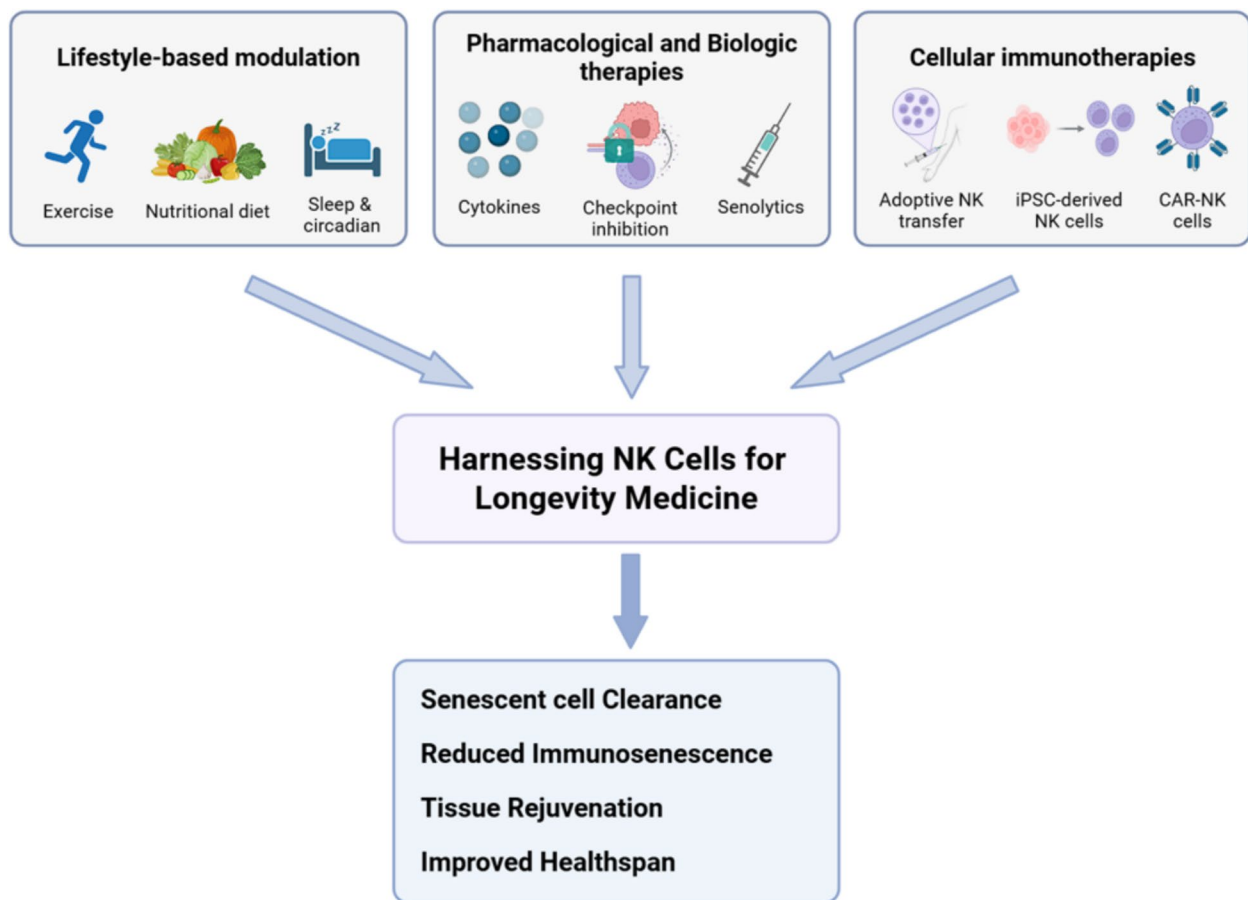 Lifestyle-based modulation
Exercise
Nutritional diet
zzz
Sleep &
circadian
Pharmacological and Biologic
therapies
Cytokines
Checkpoint
inhibition
Senolytics
Cellular immunotherapies
Adoptive NK
transfer
iPSC-derived
NK cells
CAR-NK
cells
Harnessing NK Cells for
Longevity Medicine
Senescent cell Clearance
Reduced Immunosenescence
Tissue Rejuvenation
Improved Healthspan